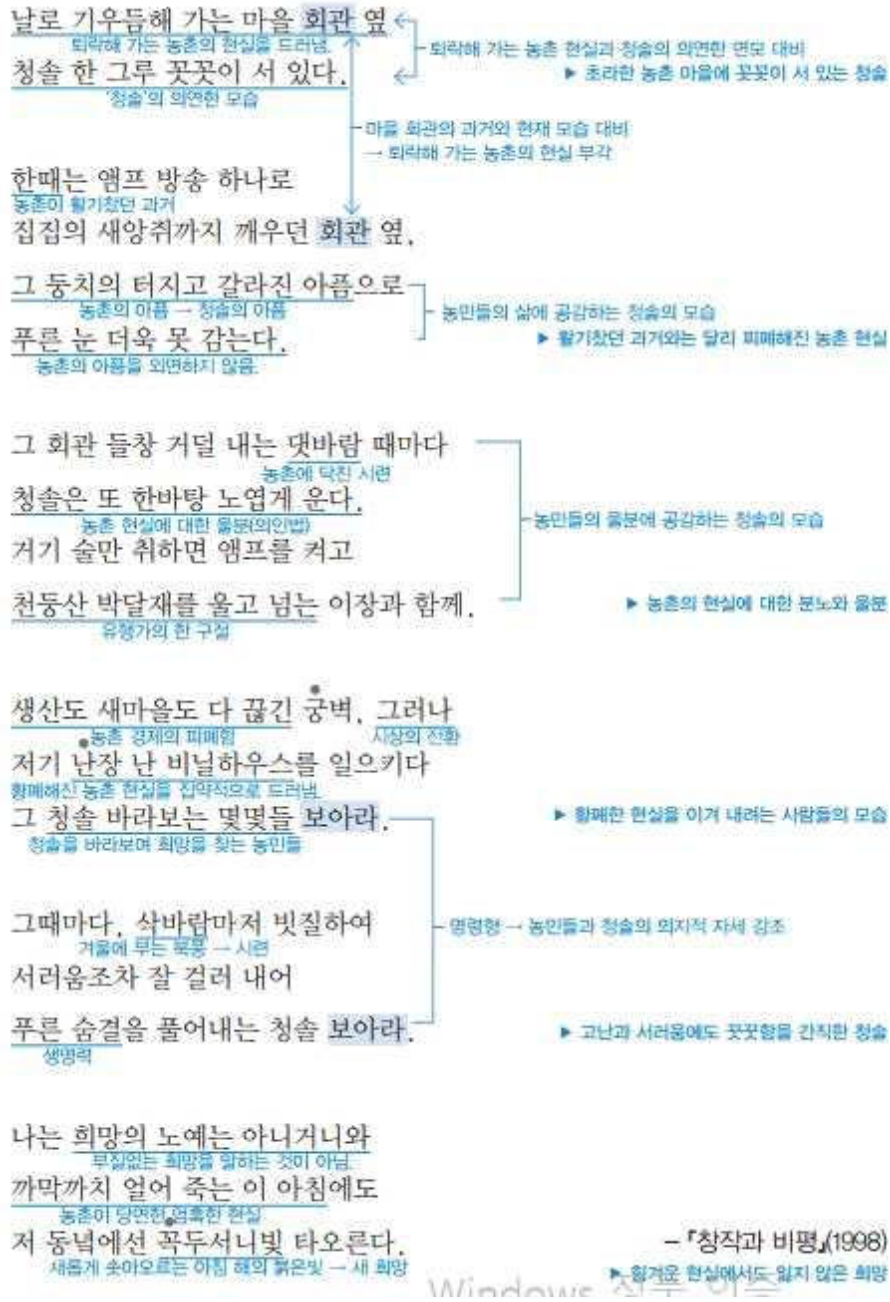 날로 기우듬해 가는 마을 회관 옆
퇴락해 가는 농촌의 현실을 드러냄.
퇴락해 가는 농촌 현실과 청솔의 의연한 면모 대비
청솔 한 그루 꼿꼿이 서 있다.
▶ 초라한 농촌 마을에 꼿꼿이 서 있는 청솔
'청솔'의 의연한 모습
마을 회관의 과거와 현재 모습 대비
→ 퇴락해 가는 농촌의 현실 부각
한때는 앰프 방송 하나로
농촌이 활기찼던 과거
집집의 새앙쥐까지 깨우던 회관 옆,
그 둥치의 터지고 갈라진 아픔으로
농촌의 아픔 → 청솔의 아픔
농민들의 삶에 공감하는 청솔의 모습
푸른 눈 더욱 못 감는다.
▶ 활기찼던 과거와는 달리 피폐해진 농촌 현실
농촌의 아픔을 외면하지 않음.
그 회관 들창 거덜 내는 댓바람 때마다
농촌에 닥친 시련
청솔은 또 한바탕 노엽게 운다.
농촌 현실에 대한 울분(의인법)
농민들의 울분에 공감하는 청솔의 모습
거기 술만 취하면 앰프를 켜고
천둥산 박달재를 울고 넘는 이장과 함께.
▶ 농촌의 현실에 대한 분노와 울분
유행가의 한 구절
생산도 새마을도 다 끊긴 궁벽, 그러나
농촌 경제의 피폐함
시상의 전환
저기 난장 난 비닐하우스를 일으키다
황폐해진 농촌 현실을 집약적으로 드러냄.
그 청솔 바라보는 몇몇들 보아라.
▶ 황폐한 현실을 이겨 내려는 사람들의 모습
청솔을 바라보며 희망을 찾는 농민들
그때마다, 삭바람마저 빗질하여
명령형 → 농민들과 청솔의 의지적 자세 강조
겨울에 부는 북풍 → 시련
서러움조차 잘 걸러 내어
푸른 숨결을 풀어내는 청솔 보아라.
▶ 고난과 서러움에도 꼿꼿함을 간직한 청솔
생명력
나는 희망의 노예는 아니거니와
부질없는 희망을 말하는 것이 아님.
까막까치 얼어 죽는 이 아침에도
농촌이 당면한 엄혹한 현실
저 동녘에선 꼭두서니빛 타오른다.
– 『창작과 비평』(1998)
새롭게 솟아오르는 아침 해의 붉은빛 → 새 희망
▶ 힘겨운 현실에서도 잃지 않은 희망
Windows 정품 인증